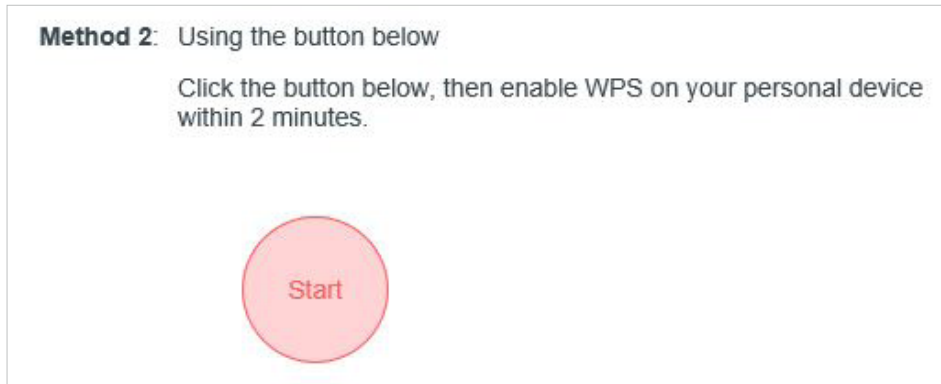 Method 2: Using the button below
Click the button below, then enable WPS on your personal device
within 2 minutes.
Start